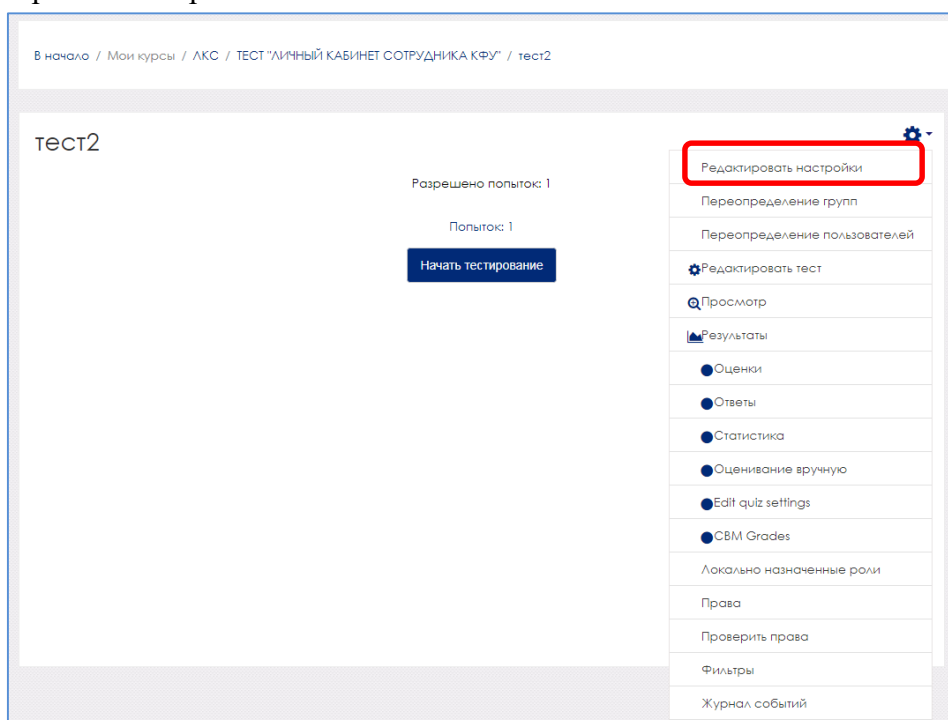 В начало / Мои курсы / ЛКС / ТЕСТ "ЛИЧНЫЙ КАБИНЕТ СОТРУДНИКА КФУ" / тест2
тест2
Разрешено попыток: 1
Попыток: 1
Начать тестирование
Редактировать настройки
Переопределение групп
Переопределение пользователей
Редактировать тест
Просмотр
Результаты
Оценки
Ответы
Статистика
Оценивание вручную
Edit quiz settings
CBM Grades
Локально назначенные роли
Права
Проверить права
Фильтры
Журнал событий